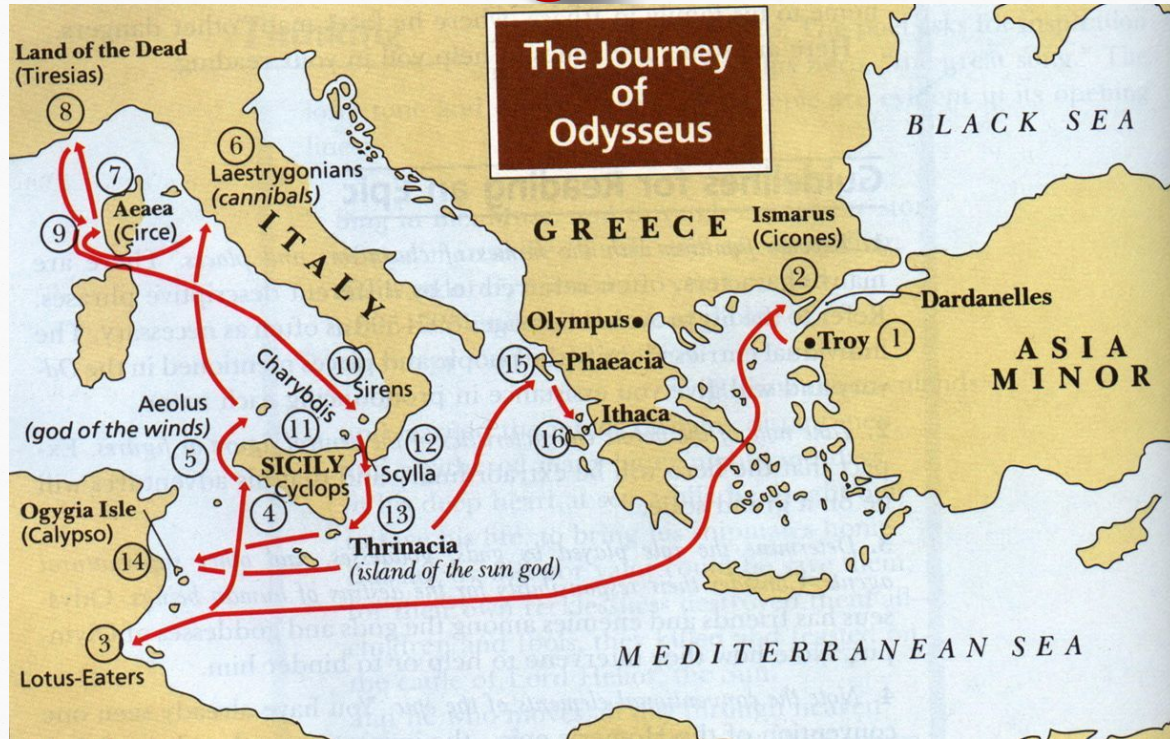 The Journey
of
Odysseus
Land of the Dead
(Tiresias)
8
7
Aeaea
(Circe)
9
6
Laestrygonians
(cannibals)
ITALY
GREECE
BLACK SEA
Ismarus
(Cicones)
2
Dardanelles
Troy 1
ASIA
MINOR
Olympus
15 Phaeacia
Ithaca
16
Charybdis
10
Sirens
11
12
Scylla
Aeolus
(god of the winds)
5
SICILY
Cyclops
4
13
Thrinacia
(island of the sun god)
Ogygia Isle
(Calypso)
14
3
Lotus-Eaters
MEDITERRANEAN SEA